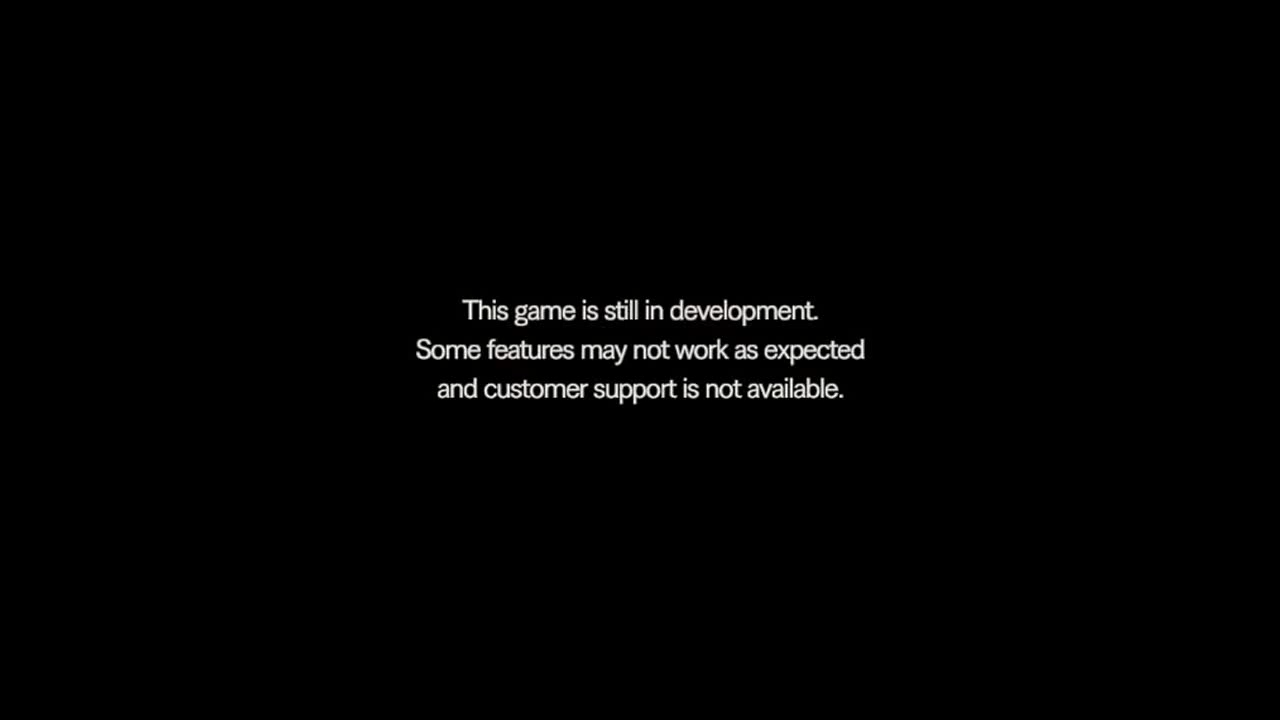 This game is still in development.
Some features may not work as expected
and customer support is not available.